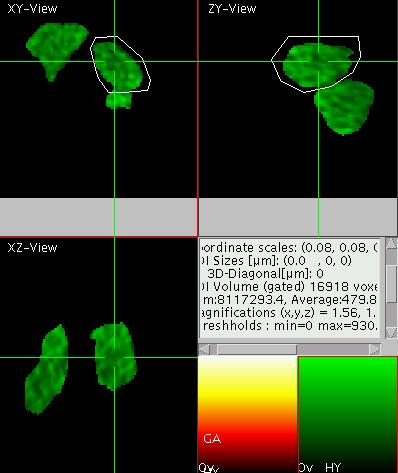 XY-View
ZY-View
XZ-View
ordinate scales: (0.08, 0.08, (
I Sizes [µm]: (0.0 , 0, 0)
3D-Diagonal[µm]: 0
I Volume (gated) 16918 voxe
m:8117293.4, Average:479.8
agnifications (x,y,z) = 1.56, 1.
reshholds : min=0 max=930.
GA
Ov HY